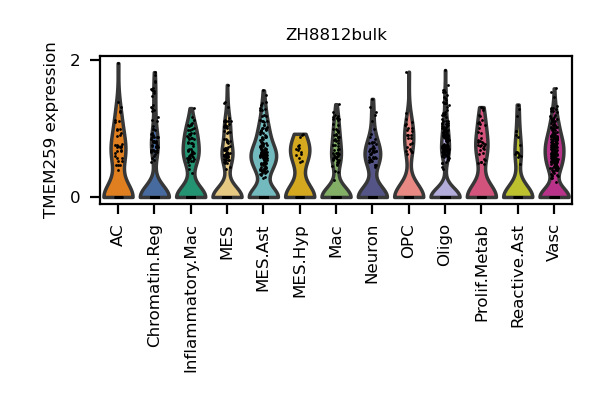 ZH8812bulk
TMEM259 expression
2
0
AC
Chromatin.Reg
Inflammatory.Mac
MES
MES.Ast
MES.Hyp
Mac
Neuron
OPC
Oligo
Prolif.Metab
Reactive.Ast
Vasc